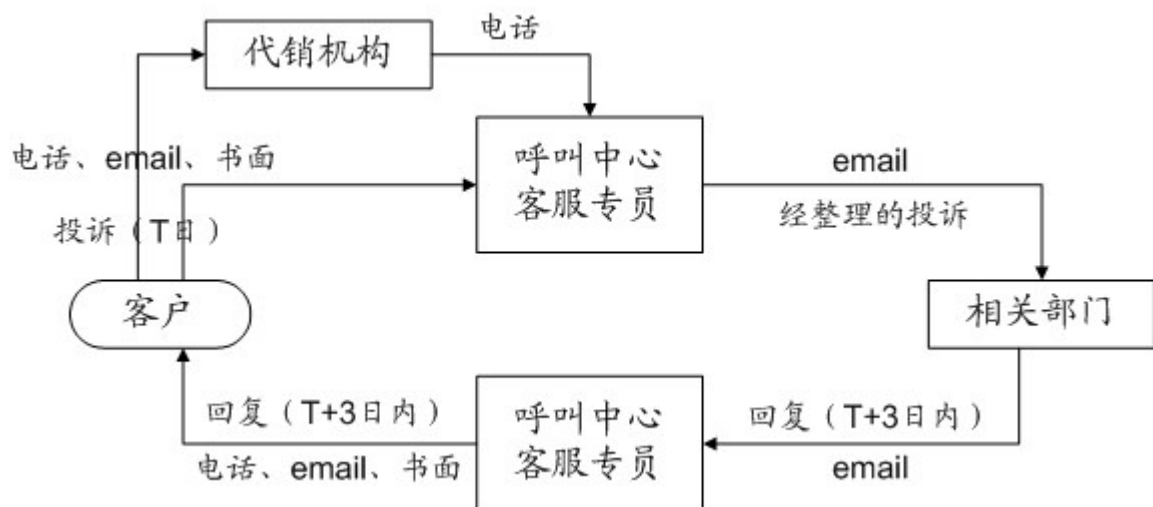 代销机构
电话
电话、email、书面
投诉（T日）
呼叫中心
客服专员
email
经整理的投诉
客户
相关部门
回复（T+3日内）
电话、email、书面
呼叫中心
客服专员
回复（T+3日内）
email